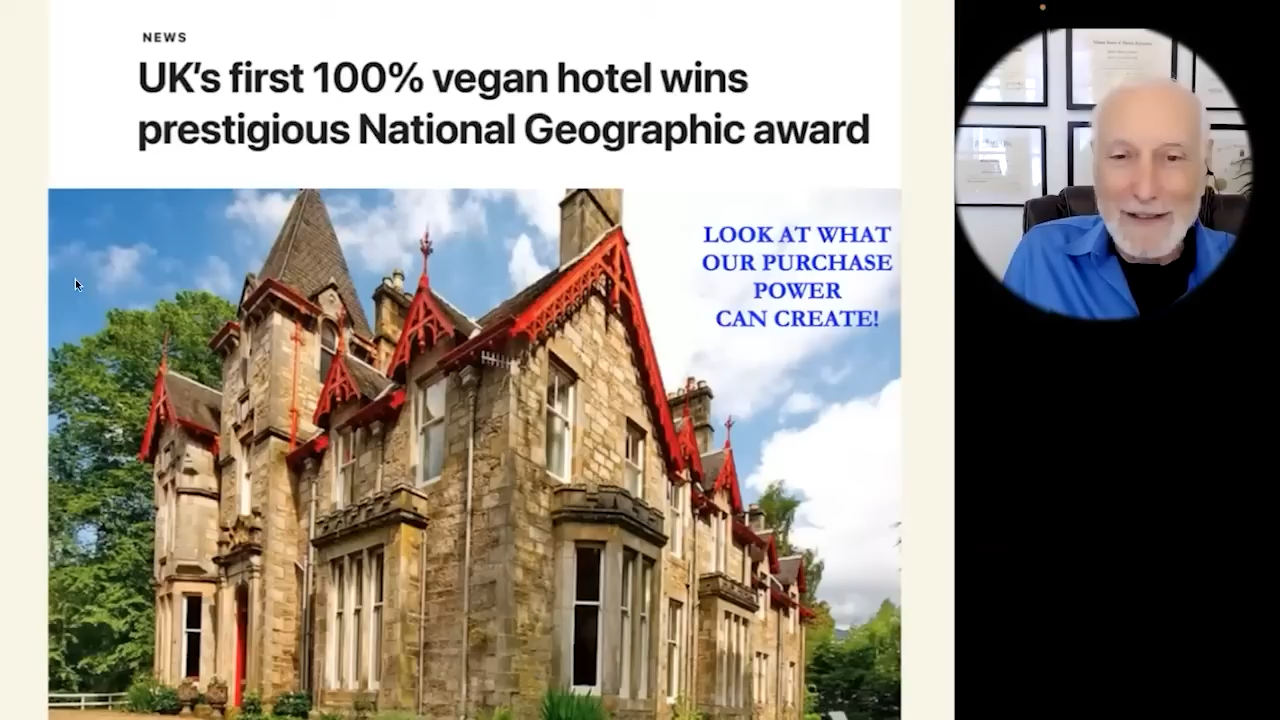 NEWS
UK’s first 100% vegan hotel wins
prestigious National Geographic award
LOOK AT WHAT
OUR PURCHASE
POWER
CAN CREATE!